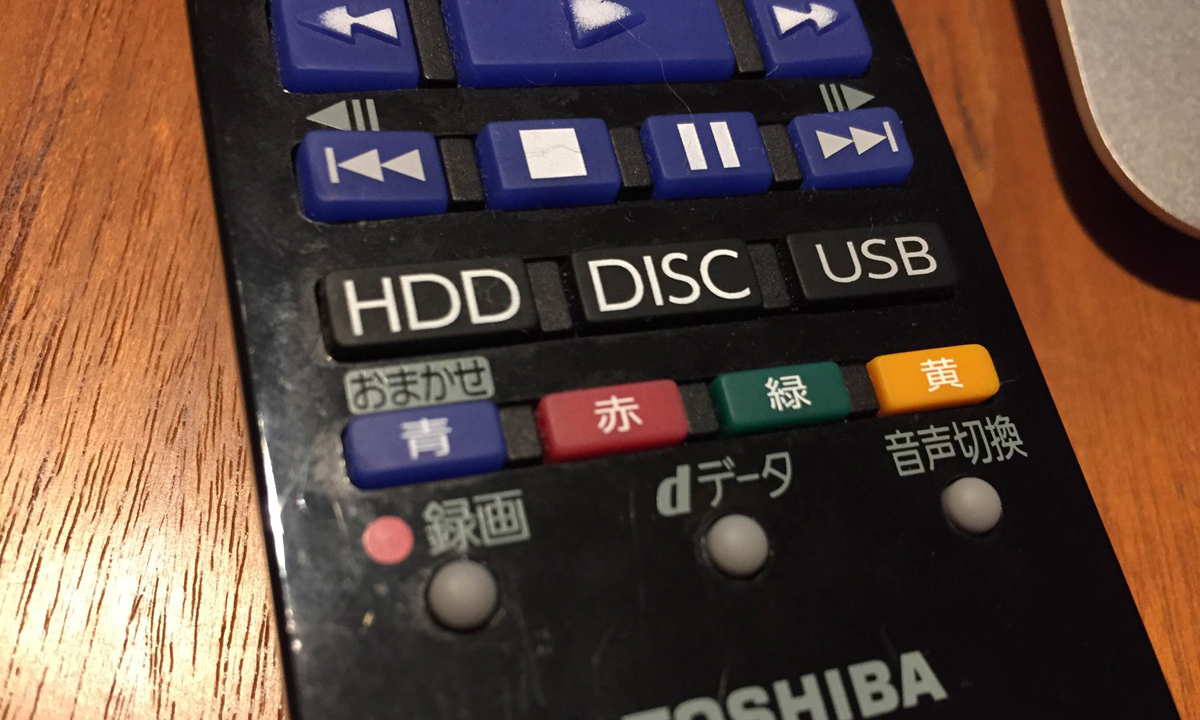 HDD DISC USB
おまかせ
青 赤 緑 黄
録画 dデータ 音声切換
TOSHIBA